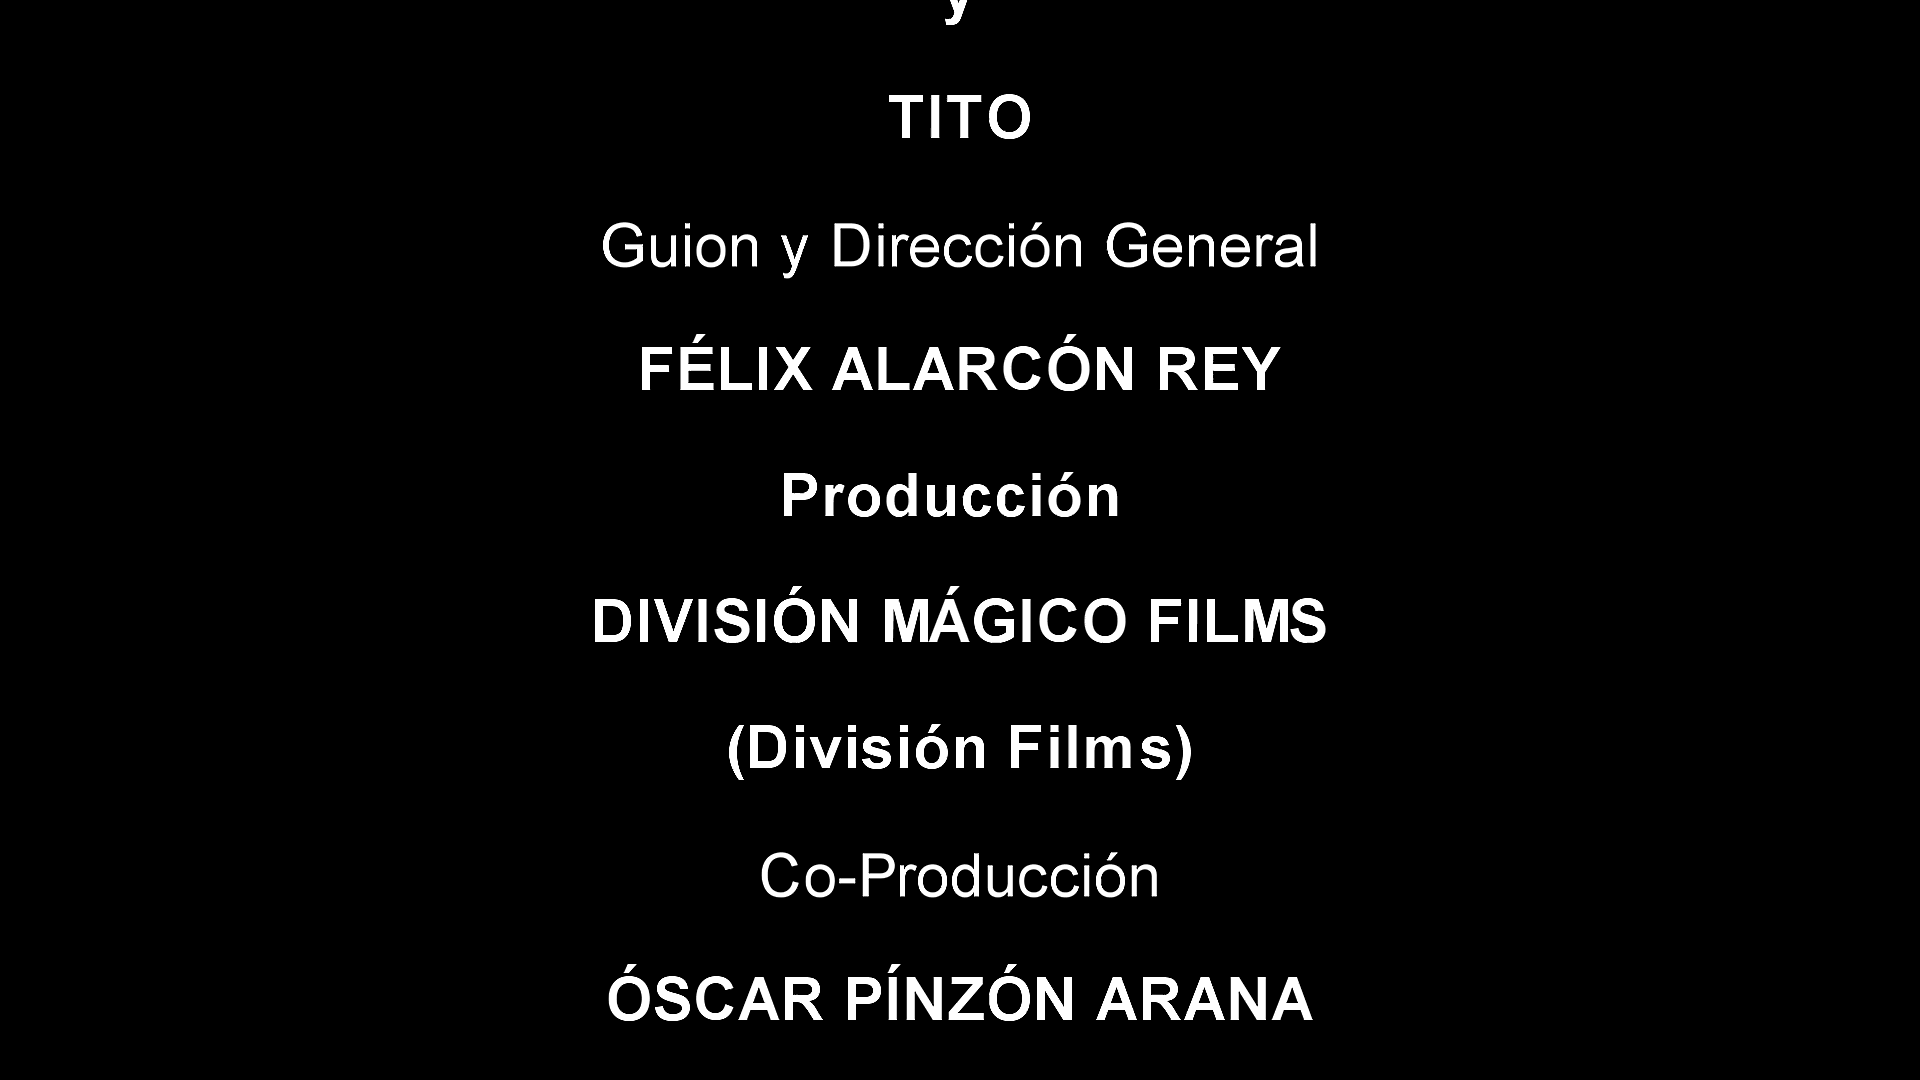 y
TITO
Guion y Dirección General
FÉLIX ALARCÓN REY
Producción
DIVISIÓN MÁGICO FILMS
(División Films)
Co-Producción
ÓSCAR PÍNZÓN ARANA